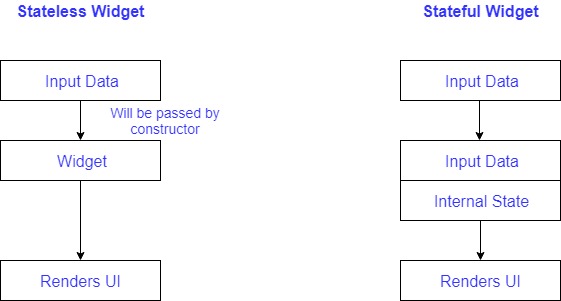 Stateless Widget
Input Data
Will be passed by
constructor
Widget
Renders UI
Stateful Widget
Input Data
Input Data
Internal State
Renders UI